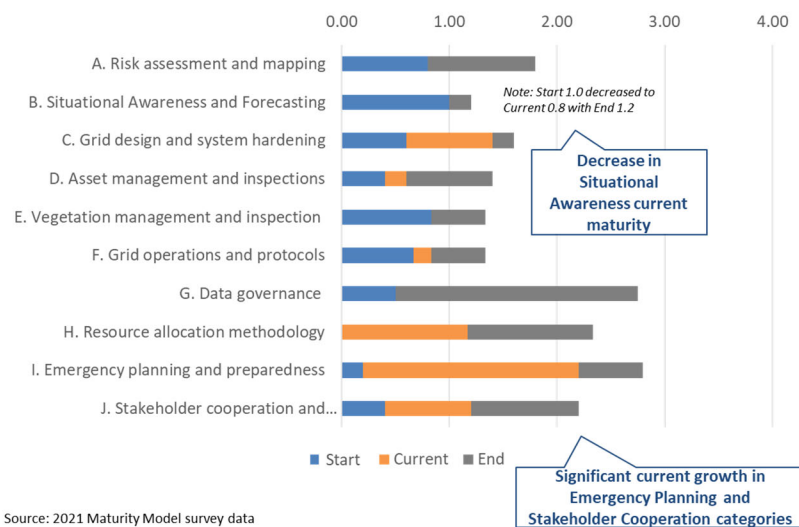 0.00 1.00 2.00 3.00 4.00
A. Risk assessment and mapping
B. Situational Awareness and Forecasting
Note: Start 1.0 decreased to
Current 0.8 with End 1.2
C. Grid design and system hardening
Decrease in
Situational
Awareness current
maturity
D. Asset management and inspections
E. Vegetation management and inspection
F. Grid operations and protocols
G. Data governance
H. Resource allocation methodology
I. Emergency planning and preparedness
J. Stakeholder cooperation and...
Start Current End
Significant current growth in
Emergency Planning and
Stakeholder Cooperation categories
Source: 2021 Maturity Model survey data